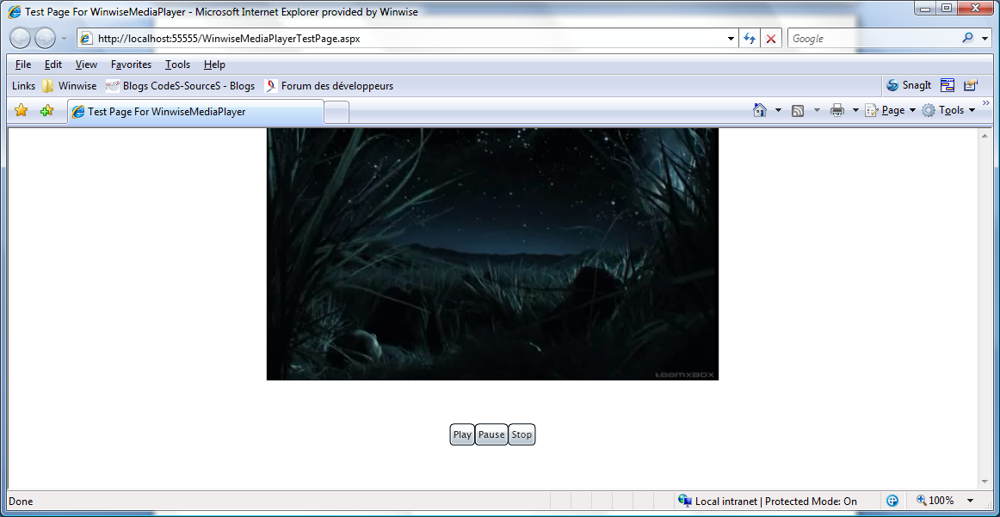 Test Page For WinwiseMediaPlayer - Microsoft Internet Explorer provided by Winwise
http://localhost:55555/WinwiseMediaPlayerTestPage.aspx
Google
File Edit View Favorites Tools Help
Links Winwise Blogs CodeS-SourceS - Blogs Forum des développeurs SnagIt
Test Page For WinwiseMediaPlayer Page Tools
teamxbox
Play Pause Stop
Done Local intranet | Protected Mode: On 100%